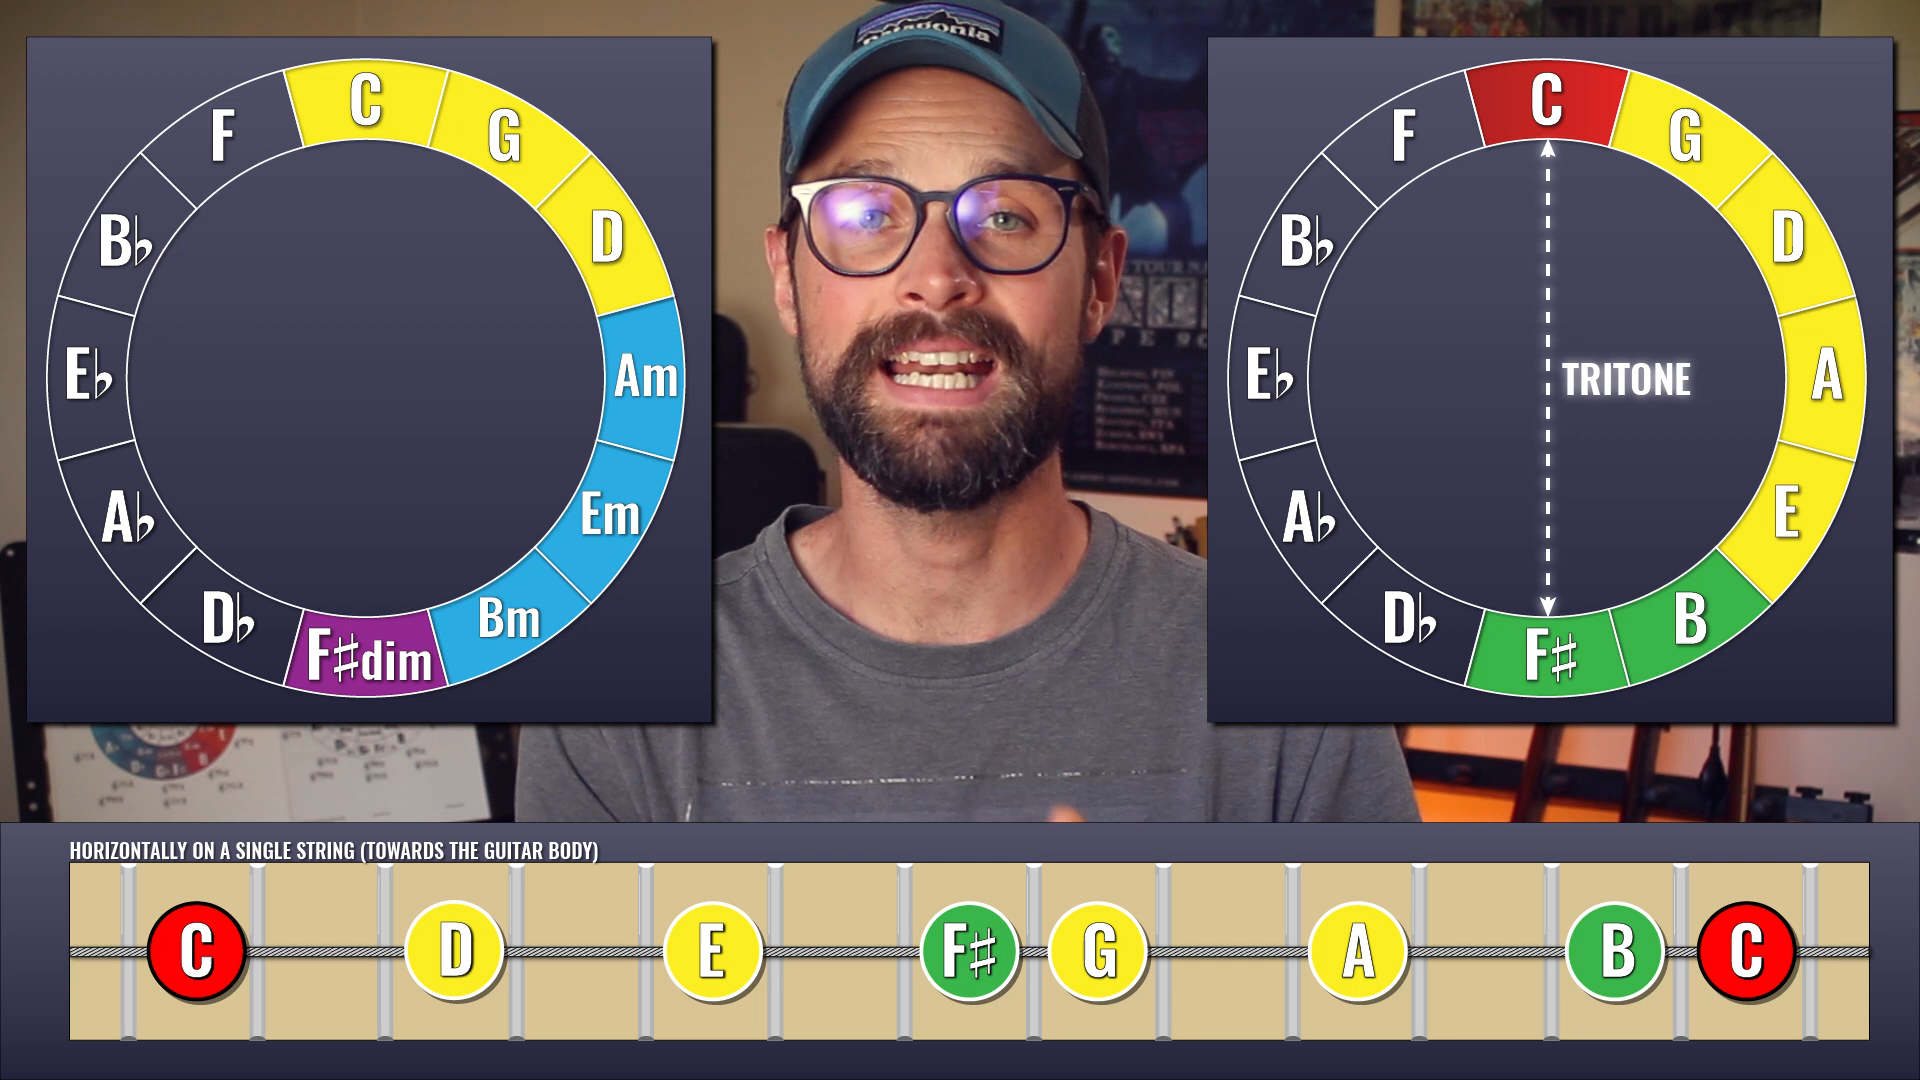 patagonia
C
G
D
Am
Em
Bm
F♯dim
D♭
A♭
E♭
B♭
F
C
G
D
A
E
B
F♯
D♭
A♭
E♭
B♭
F
TRITONE
HORIZONTALLY ON A SINGLE STRING (TOWARDS THE GUITAR BODY)
C D E F♯ G A B C